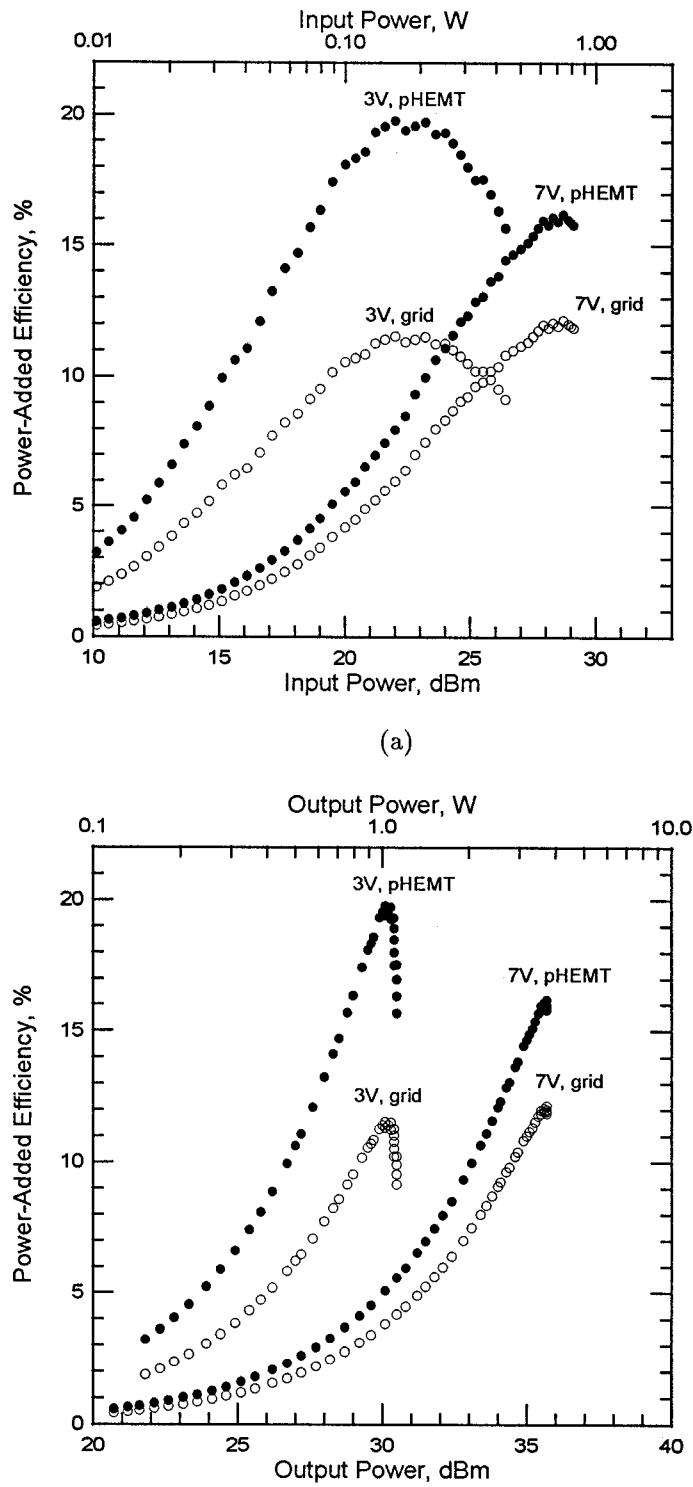 Input Power, W
0.01 0.10 1.00
3V, pHEMT
7V, pHEMT
3V, grid
7V, grid
Power-Added Efficiency, %
20
15
10
5
0
10 15 20 25 30
Input Power, dBm
(a)
Output Power, W
0.1 1.0 10.0
3V, pHEMT
7V, pHEMT
3V, grid
7V, grid
Power-Added Efficiency, %
20
15
10
5
0
20 25 30 35 40
Output Power, dBm